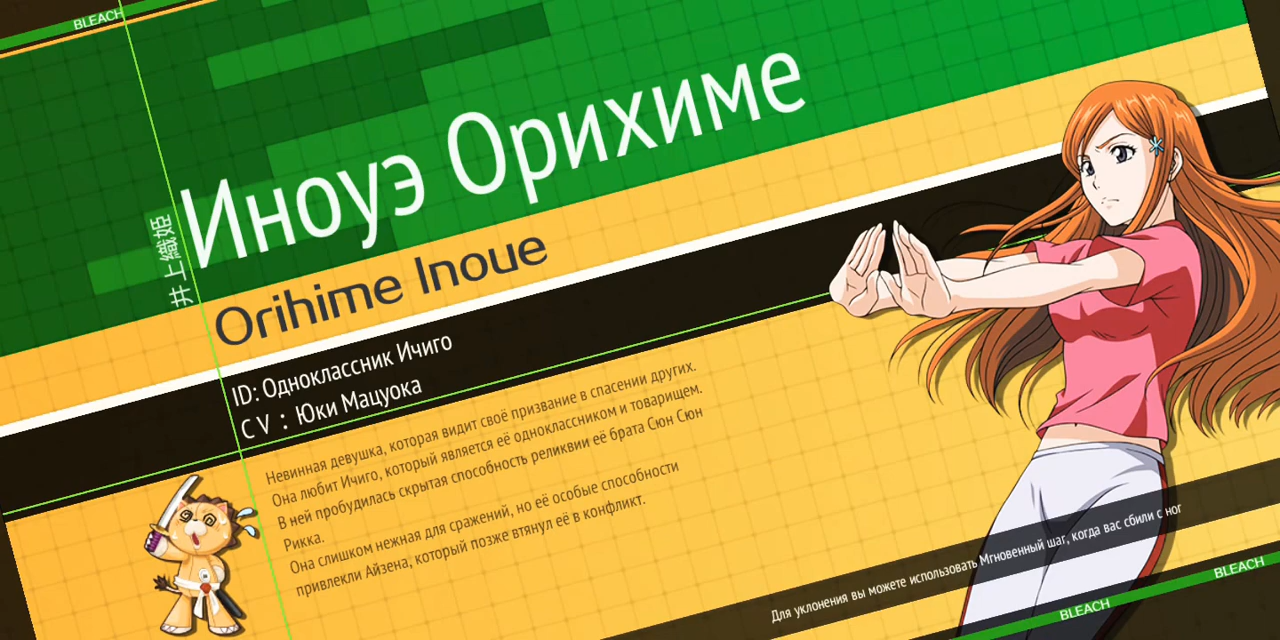 BLEACH
Иноуэ Орихиме
井上織姫
Orihime Inoue
ID: Одноклассник Ичиго
CV：Юки Мацуока
Невинная девушка, которая видит своё призвание в спасении других.
Она любит Ичиго, который является её одноклассником и товарищем.
В ней пробудилась скрытая способность реликвии её брата Сюн Сюн
Рикка.
Она слишком нежная для сражений, но её особые способности
привлекли Айзена, который позже втянул её в конфликт.
Для уклонения вы можете использовать Мгновенный шаг, когда вас сбили с ног
BLEACH
BLEACH